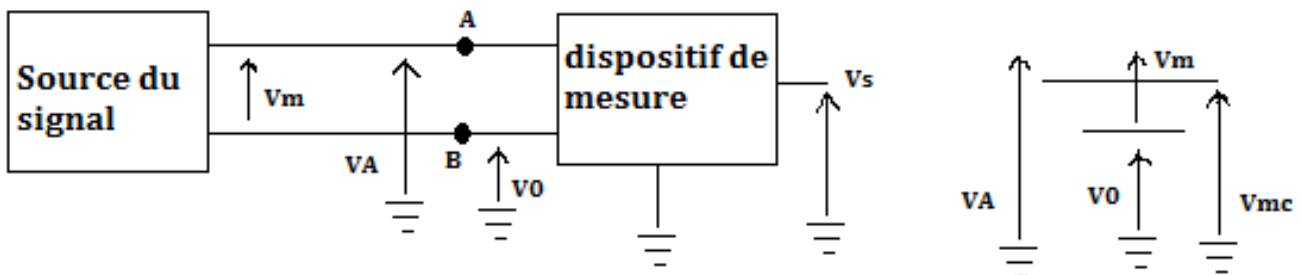 Source du
signal
Vm
VA
A
B
V0
dispositif de
mesure
Vs
VA
Vm
V0
Vmc